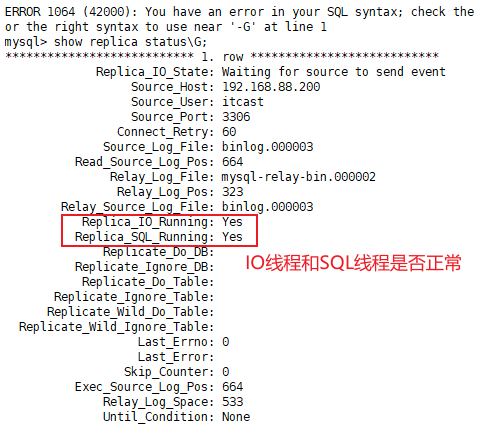 ERROR 1064 (42000): You have an error in your SQL syntax; check the
or the right syntax to use near '-G' at line 1
mysql> show replica status\G;
*************************** 1. row ***************************
Replica_IO_State: Waiting for source to send event
Source_Host: 192.168.88.200
Source_User: itcast
Source_Port: 3306
Connect_Retry: 60
Source_Log_File: binlog.000003
Read_Source_Log_Pos: 664
Relay_Log_File: mysql-relay-bin.000002
Relay_Log_Pos: 323
Relay_Source_Log_File: binlog.000003
Replica_IO_Running: Yes
Replica_SQL_Running: Yes
Replicate_Do_DB:
Replicate_Ignore_DB:
IO线程和SQL线程是否正常
Replicate_Do_Table:
Replicate_Ignore_Table:
Replicate_Wild_Do_Table:
Replicate_Wild_Ignore_Table:
Last_Errno: 0
Last_Error:
Skip_Counter: 0
Exec_Source_Log_Pos: 664
Relay_Log_Space: 533
Until_Condition: None